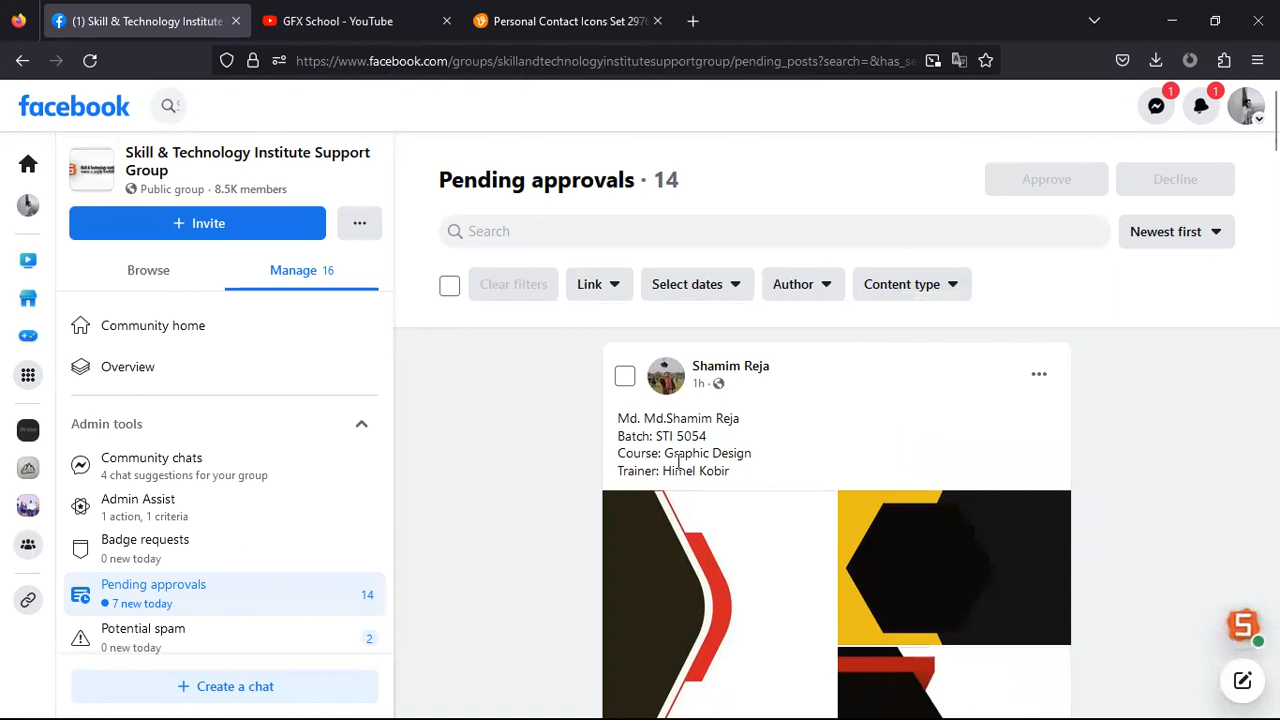 (1) Skill & Technology Institute
GFX School - YouTube
Personal Contact Icons Set 2976
https://www.facebook.com/groups/skillandtechnologyinstitutesupportgroup/pending_posts?search=&has_se
facebook
1
1
Skill & Technology Institute Support
Group
Public group · 8.5K members
+ Invite
Browse
Manage 16
Community home
Overview
Admin tools
Community chats
4 chat suggestions for your group
Admin Assist
1 action, 1 criteria
Badge requests
0 new today
Pending approvals
7 new today
14
Potential spam
0 new today
2
+ Create a chat
Pending approvals · 14
Approve
Decline
Search
Newest first
Clear filters
Link
Select dates
Author
Content type
Shamim Reja
1h ·
Md. Md.Shamim Reja
Batch: STI 5054
Course: Graphic Design
Trainer: Himel Kobir